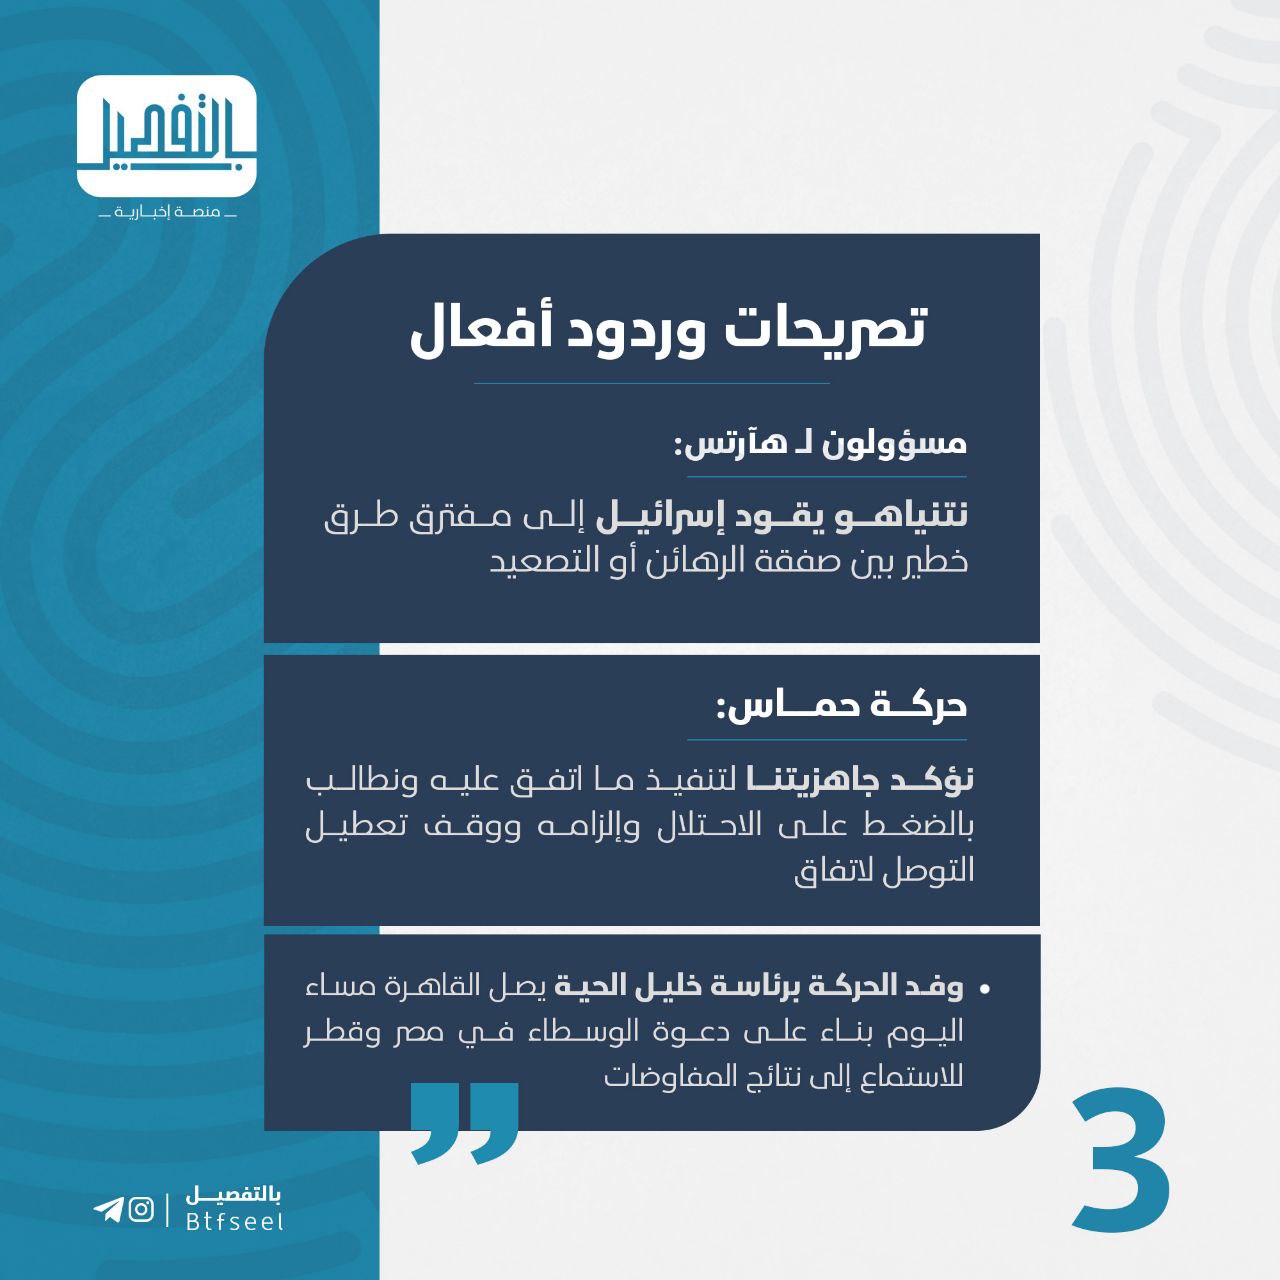 بالتفصيل
منصة إخبارية
تصريحات وردود أفعال
مسؤولون لـ هآرتس:
نتنياهو يقود إسرائيل إلى مفترق طرق
خطير بين صفقة الرهائن أو التصعيد
حركة حماس:
نؤكد جاهزيتنا لتنفيذ ما اتفق عليه ونطالب
بالضغط على الاحتلال وإلزامه ووقف تعطيل
التوصل لاتفاق
• وفد الحركة برئاسة خليل الحية يصل القاهرة مساء
اليوم بناء على دعوة الوسطاء في مصر وقطر
للاستماع إلى نتائج المفاوضات
”
3
بالتفصيل
Btfseel